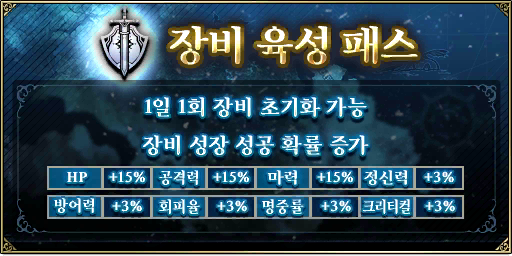 장비 육성 패스
1일 1회 장비 초기화 가능
장비 성장 성공 확률 증가
HP +15% 공격력 +15% 마력 +15% 정신력 +3%
방어력 +3% 회피율 +3% 명중률 +3% 크리티컬 +3%